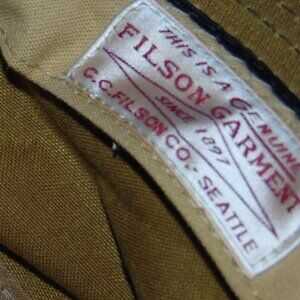 THIS IS A GENUINE
FILSON GARMENT
SINCE 1897
C.C. FILSON CO.- SEATTLE